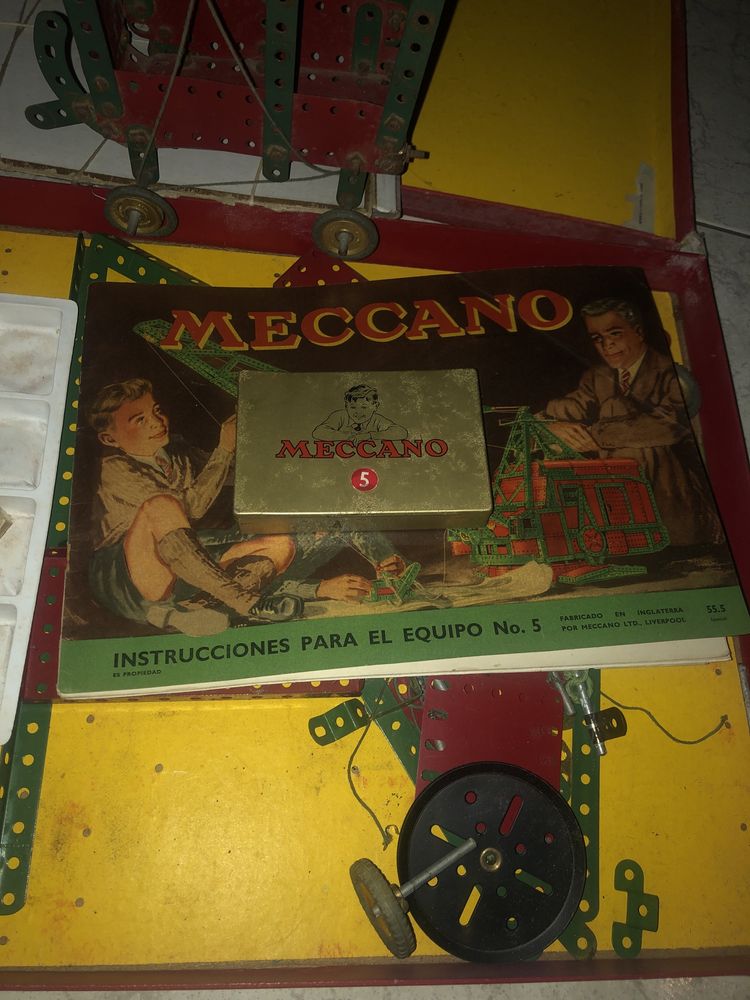 MECCANO
MECCANO
5
INSTRUCCIONES PARA EL EQUIPO No. 5
ES PROPIEDAD
FABRICADO EN INGLATERRA
POR MECCANO LTD., LIVERPOOL
55.5